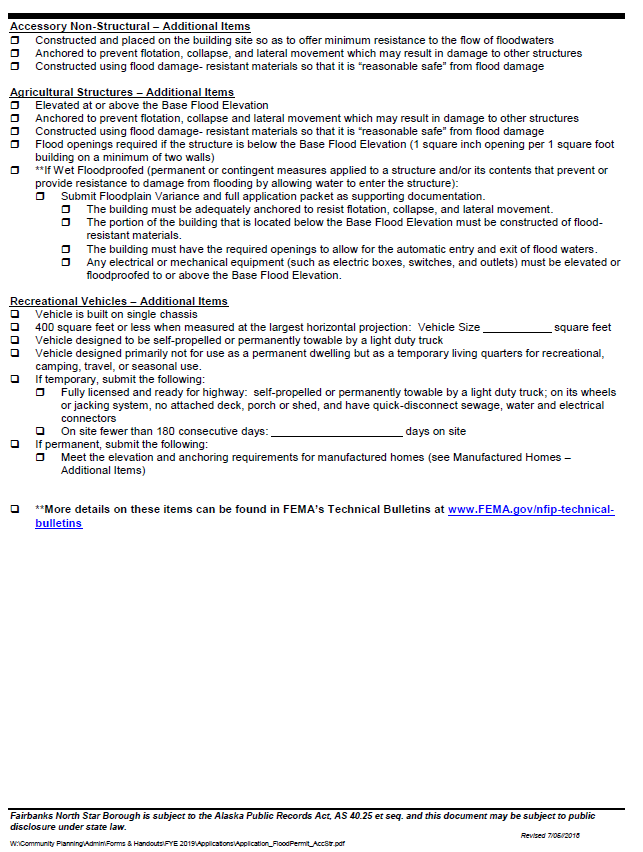 Accessory Non-Structural – Additional Items
Constructed and placed on the building site so as to offer minimum resistance to the flow of floodwaters
Anchored to prevent flotation, collapse, and lateral movement which may result in damage to other structures
Constructed using flood damage- resistant materials so that it is “reasonable safe” from flood damage
Agricultural Structures – Additional Items
Elevated at or above the Base Flood Elevation
Anchored to prevent flotation, collapse and lateral movement which may result in damage to other structures
Constructed using flood damage- resistant materials so that it is “reasonable safe” from flood damage
Flood openings required if the structure is below the Base Flood Elevation (1 square inch opening per 1 square foot
building on a minimum of two walls)
**If Wet Floodproofed (permanent or contingent measures applied to a structure and/or its contents that prevent or
provide resistance to damage from flooding by allowing water to enter the structure):
Submit Floodplain Variance and full application packet as supporting documentation.
The building must be adequately anchored to resist flotation, collapse, and lateral movement.
The portion of the building that is located below the Base Flood Elevation must be constructed of flood-
resistant materials.
The building must have the required openings to allow for the automatic entry and exit of flood waters.
Any electrical or mechanical equipment (such as electric boxes, switches, and outlets) must be elevated or
floodproofed to or above the Base Flood Elevation.
Recreational Vehicles – Additional Items
Vehicle is built on single chassis
400 square feet or less when measured at the largest horizontal projection: Vehicle Size ___________ square feet
Vehicle designed to be self-propelled or permanently towable by a light duty truck
Vehicle designed primarily not for use as a permanent dwelling but as a temporary living quarters for recreational,
camping, travel, or seasonal use.
If temporary, submit the following:
Fully licensed and ready for highway: self-propelled or permanently towable by a light duty truck; on its wheels
or jacking system, no attached deck, porch or shed, and have quick-disconnect sewage, water and electrical
connectors
On site fewer than 180 consecutive days: _____________________ days on site
If permanent, submit the following:
Meet the elevation and anchoring requirements for manufactured homes (see Manufactured Homes –
Additional Items)
**More details on these items can be found in FEMA’s Technical Bulletins at www.FEMA.gov/nfip-technical-
bulletins
Fairbanks North Star Borough is subject to the Alaska Public Records Act, AS 40.25 et seq. and this document may be subject to public
disclosure under state law.
W:\Community Planning\Admin\Forms & Handouts\FYE 2019\Applications\Application_FloodPermit_AccStr.pdf